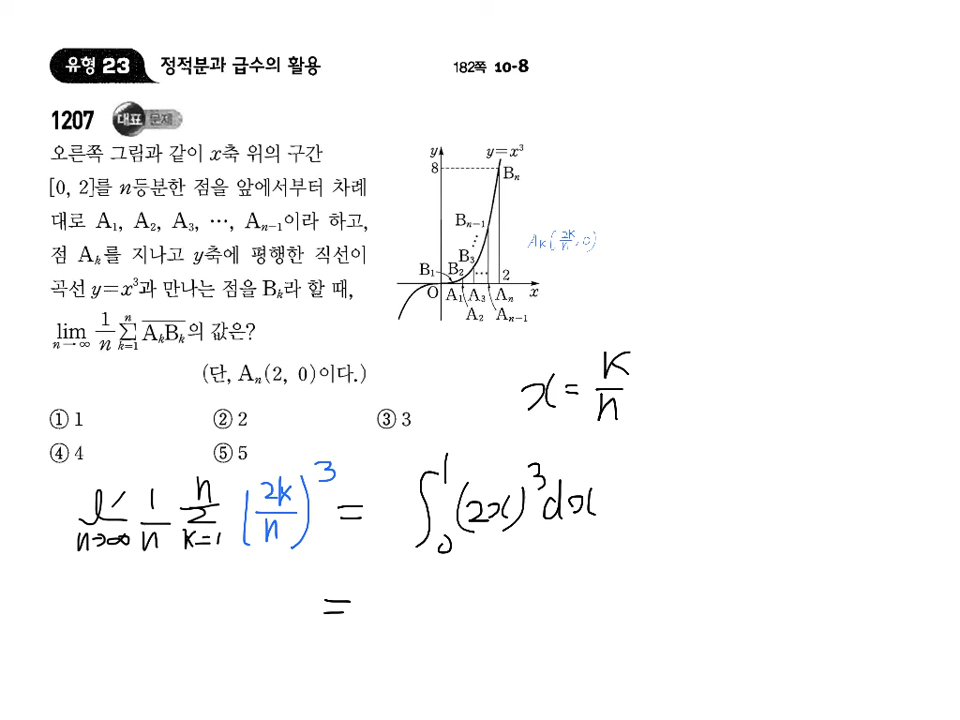 유형 23 정적분과 급수의 활용 182쪽 10-8
1207 대표 문제
오른쪽 그림과 같이 x축 위의 구간
[0, 2]를 n등분한 점을 앞에서부터 차례
대로 A₁, A₂, A₃, ⋯, Aₙ₋₁이라 하고,
점 Aₖ를 지나고 y축에 평행한 직선이
곡선 y=x³과 만나는 점을 Bₖ라 할 때,
lim n→∞ 1/n ∑ k=1 n AₖBₖ의 값은?
(단, Aₙ(2, 0)이다.)
① 1 ② 2 ③ 3
④ 4 ⑤ 5
y y=x³
8 Bₙ
Bₙ₋₁
B₃
B₁ B₂ ⋯ 2
O A₁ A₃ Aₙ x
A₂ Aₙ₋₁
Aₖ(2k/n, 0)
x = k/n
lim n→∞ 1/n ∑ k=1 n (2k/n)³ = ∫₀¹ (2x)³dx
=